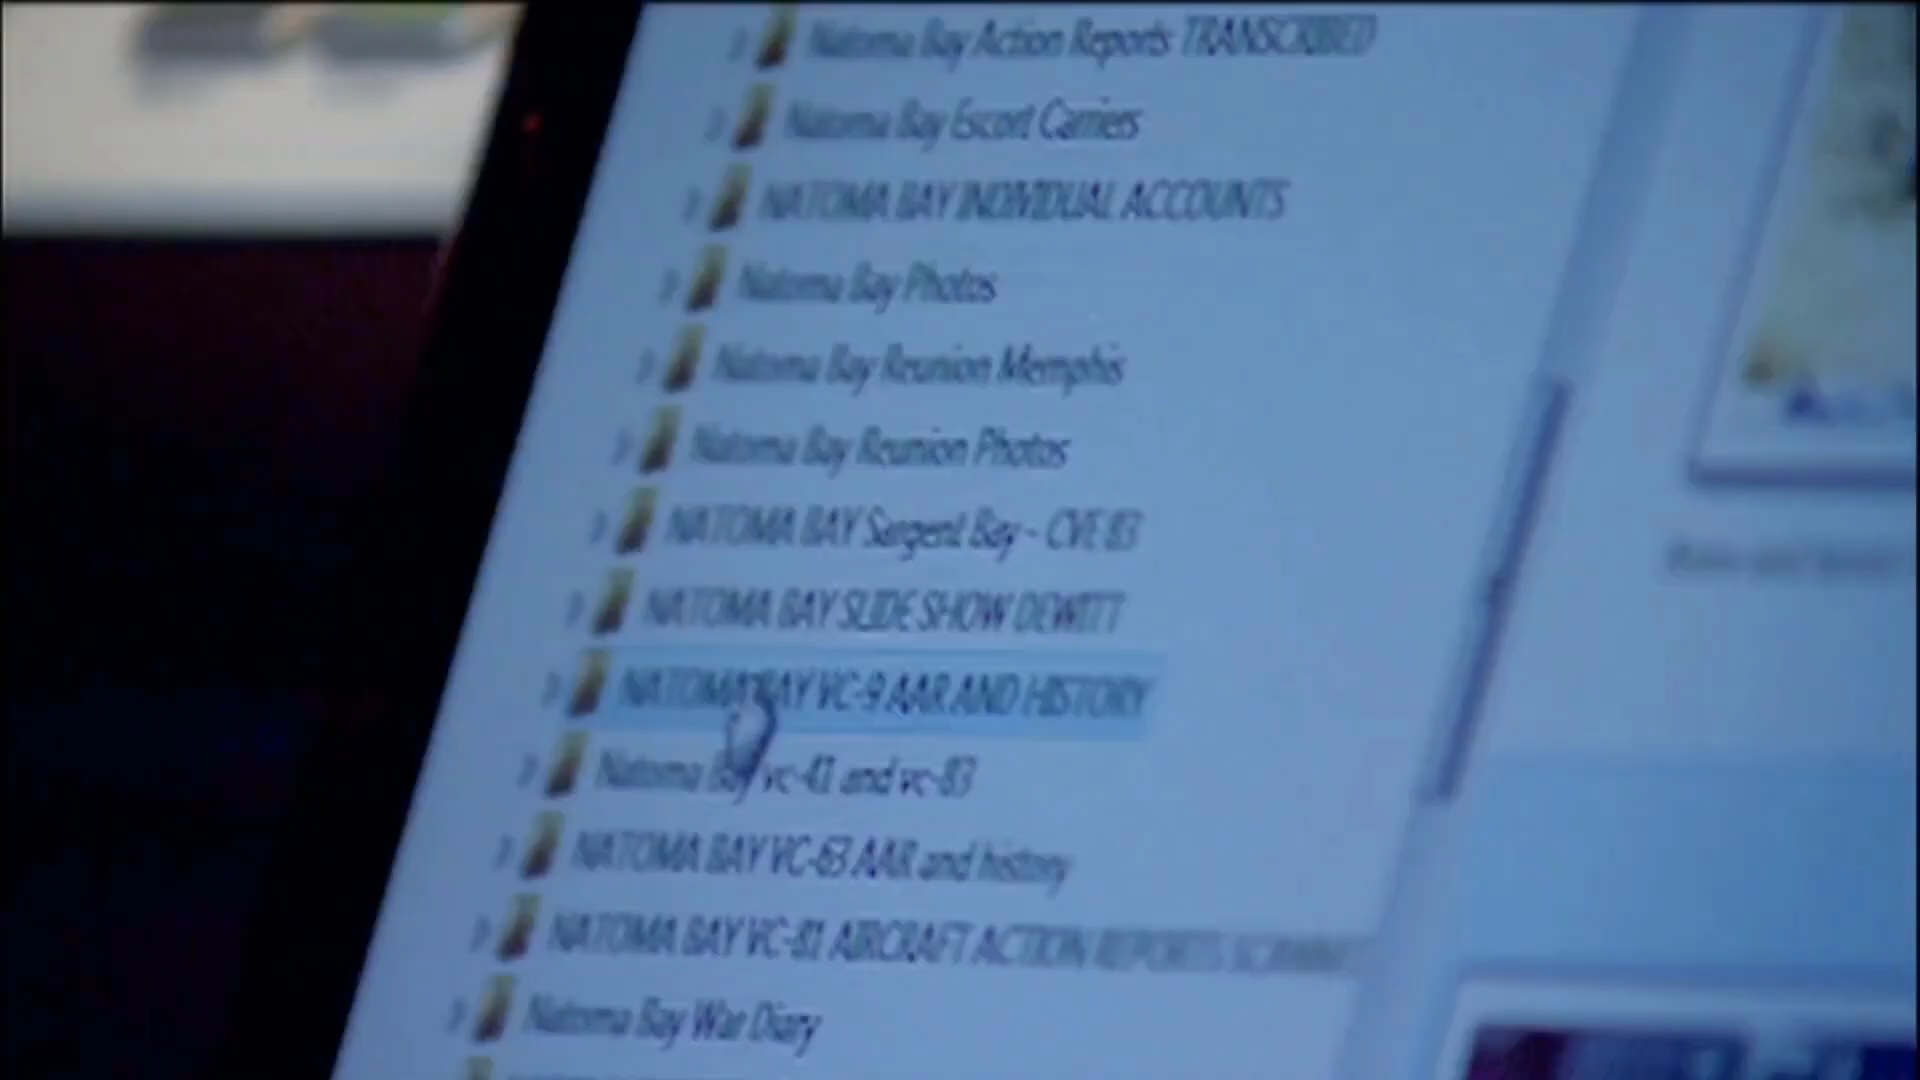 Natoma Bay Action Reports TRANSCRIBED
Natoma Bay Escort Carriers
NATOMA BAY INDIVIDUAL ACCOUNTS
Natoma Bay Photos
Natoma Bay Reunion Memphis
Natoma Bay Reunion Photos
NATOMA BAY Sargent Bay - CVE 83
NATOMA BAY SLIDE SHOW DEWITT
NATOMA BAY VC-9 AAR AND HISTORY
Natoma Bay vc-81 and vc-83
NATOMA BAY VC-63 AAR and history
NATOMA BAY VC-81 AIRCRAFT ACTION REPORTS
Natoma Bay War Diary